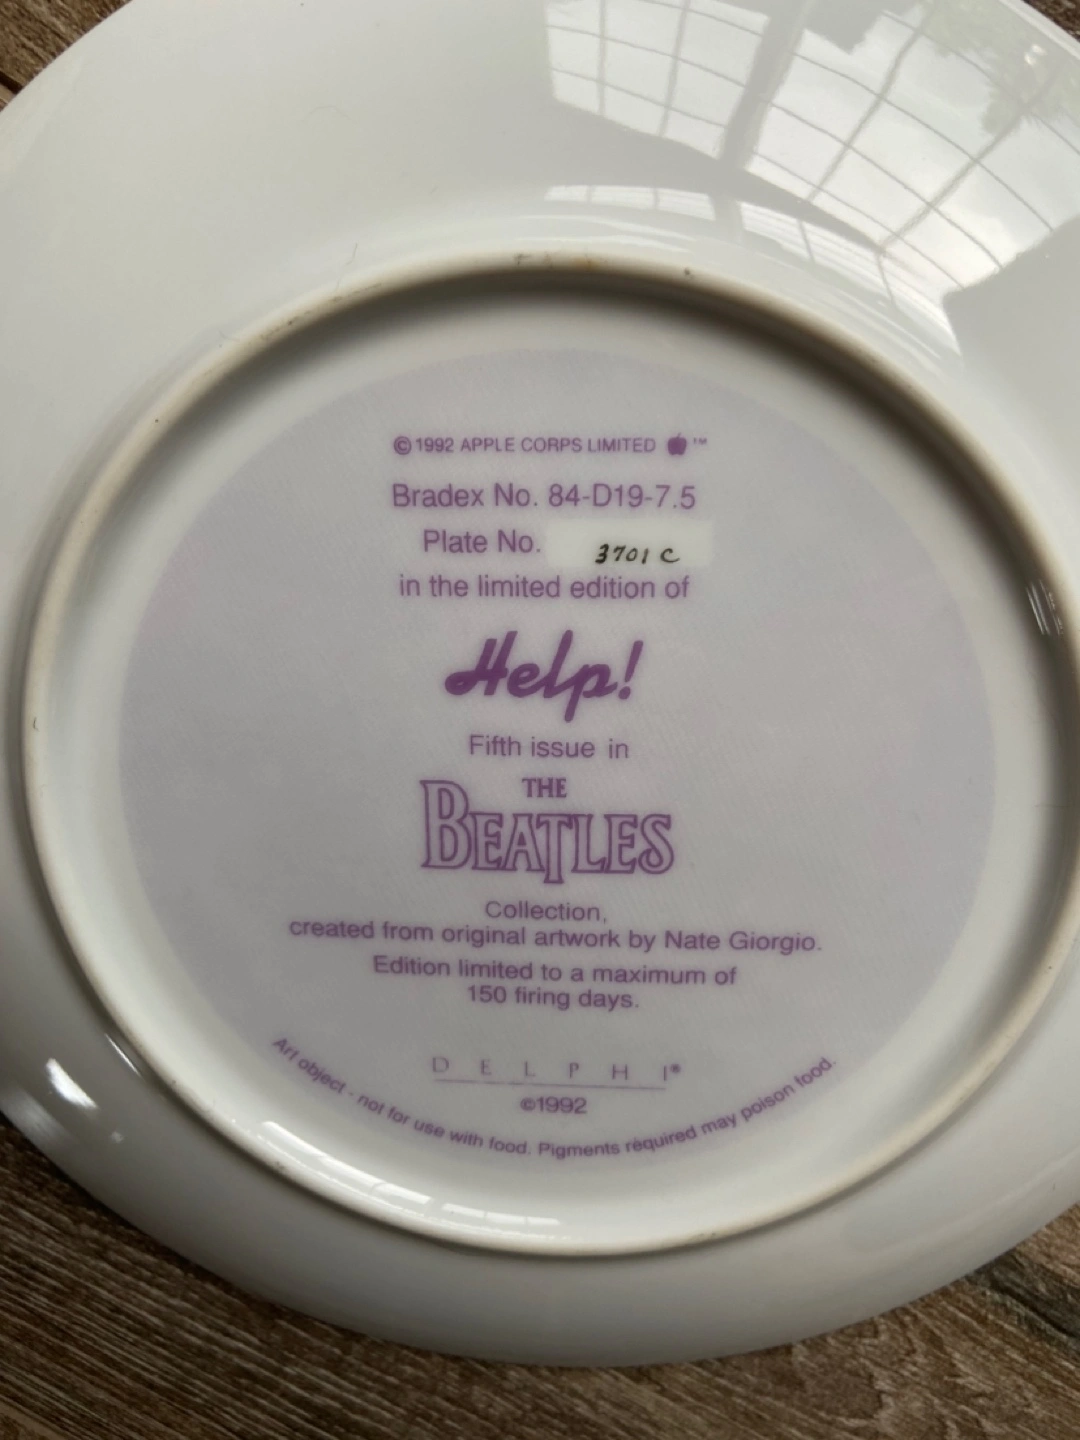 © 1992 APPLE CORPS LIMITED ™
Bradex No. 84-D19-7.5
Plate No. 3701 C
in the limited edition of
Help!
Fifth issue in
THE
BEATLES
Collection,
created from original artwork by Nate Giorgio.
Edition limited to a maximum of
150 firing days.
DELPHI®
©1992
Art object - not for use with food. Pigments required may poison food.